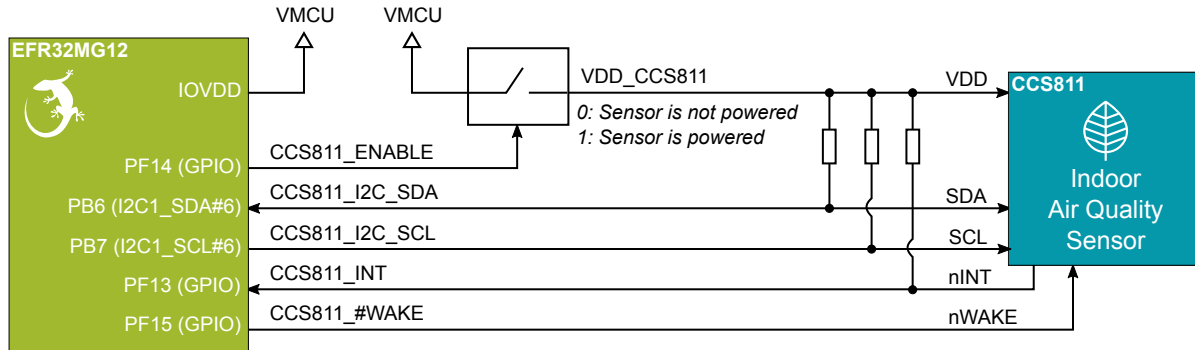 VMCU
VMCU
EFR32MG12
IOVDD
VDD_CCS811
VDD
CCS811
0: Sensor is not powered
1: Sensor is powered
PF14 (GPIO)
CCS811_ENABLE
PB6 (I2C1_SDA#6)
CCS811_I2C_SDA
SDA
PB7 (I2C1_SCL#6)
CCS811_I2C_SCL
SCL
Indoor
Air Quality
Sensor
PF13 (GPIO)
CCS811_INT
nINT
PF15 (GPIO)
CCS811_#WAKE
nWAKE